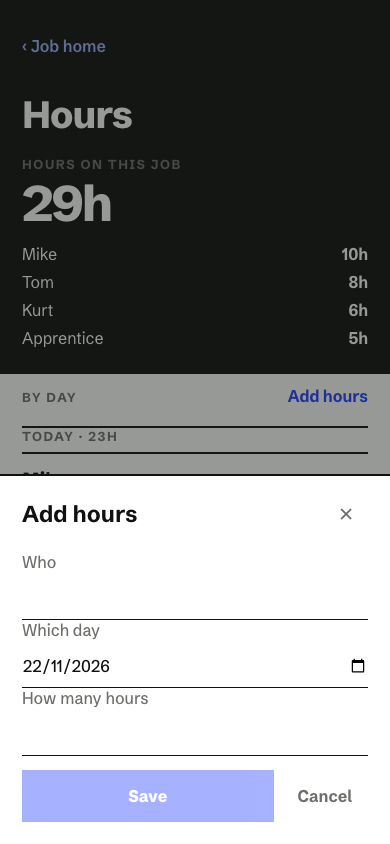 ‹ Job home
Hours
HOURS ON THIS JOB
29h
Mike 10h
Tom 8h
Kurt 6h
Apprentice 5h
BY DAY Add hours
TODAY · 23H
Add hours ×
Who
Which day
22/11/2026
How many hours
Save Cancel